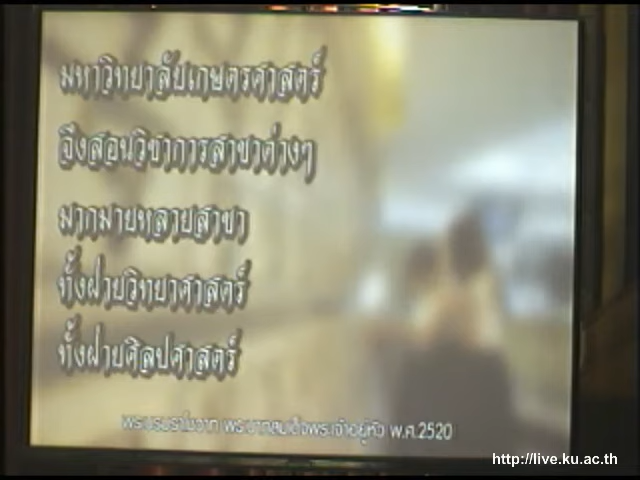 มหาวิทยาลัยเกษตรศาสตร์
จึงสอนวิชาการสาขาต่างๆ
มากมายหลายสาขา
ทั้งฝ่ายวิทยาศาสตร์
ทั้งฝ่ายศิลปศาสตร์
พระบรมราโชวาท พระบาทสมเด็จพระเจ้าอยู่หัว พ.ศ.2520
http://live.ku.ac.th